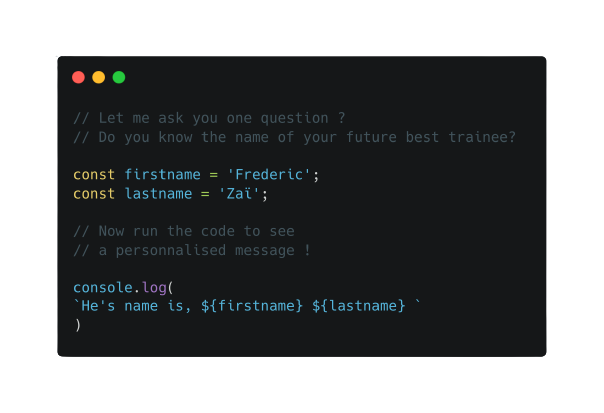 // Let me ask you one question ?
// Do you know the name of your future best trainee?
const firstname = 'Frederic';
const lastname = 'Zaï';
// Now run the code to see
// a personnalised message !
console.log(
`He's name is, ${firstname} ${lastname} `
)